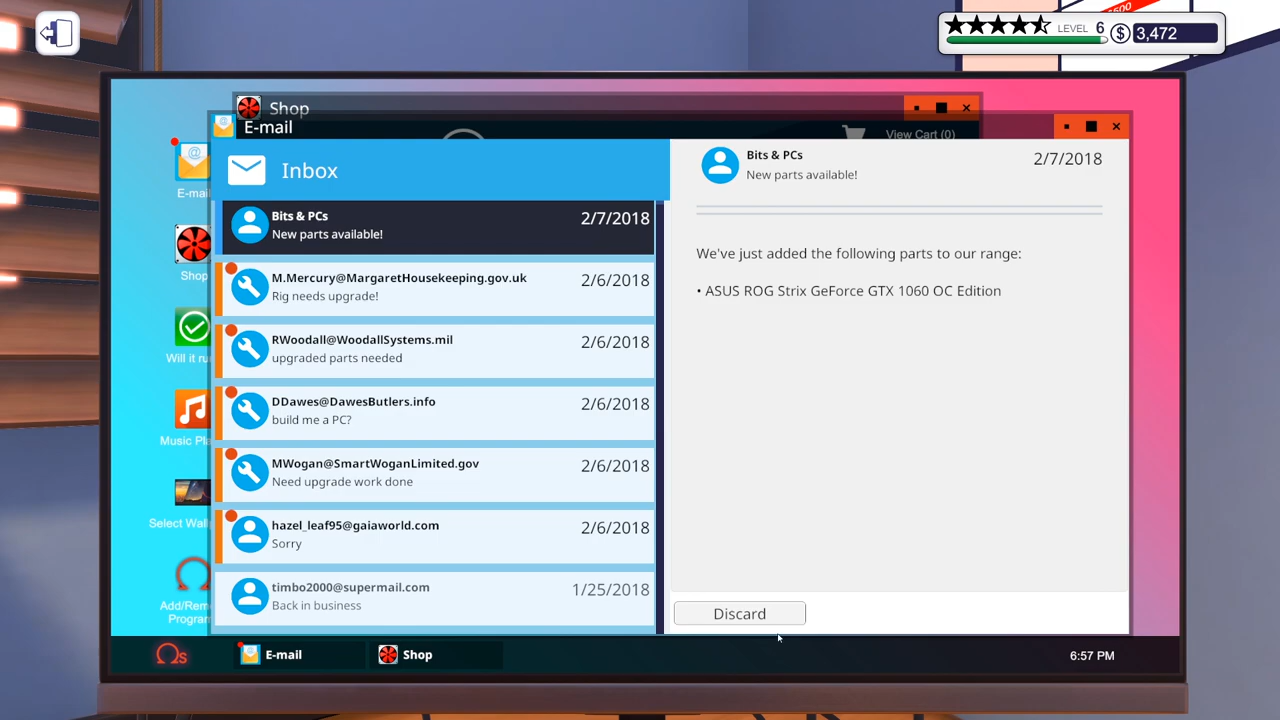 LEVEL 6
$ 3,472
Shop
View Cart (0)
E-mail
Inbox
Bits & PCs
2/7/2018
New parts available!
M.Mercury@MargaretHousekeeping.gov.uk
2/6/2018
Rig needs upgrade!
RWoodall@WoodallSystems.mil
2/6/2018
upgraded parts needed
DDawes@DawesButlers.info
2/6/2018
build me a PC?
MWogan@SmartWoganLimited.gov
2/6/2018
Need upgrade work done
hazel_leaf95@gaiaworld.com
2/6/2018
Sorry
timbo2000@supermail.com
1/25/2018
Back in business
Bits & PCs
2/7/2018
New parts available!
We've just added the following parts to our range:
• ASUS ROG Strix GeForce GTX 1060 OC Edition
Discard
E-mail
Shop
Will it ru
Music Pla
Select Wall
Add/Rem
Program
E-mail
Shop
6:57 PM